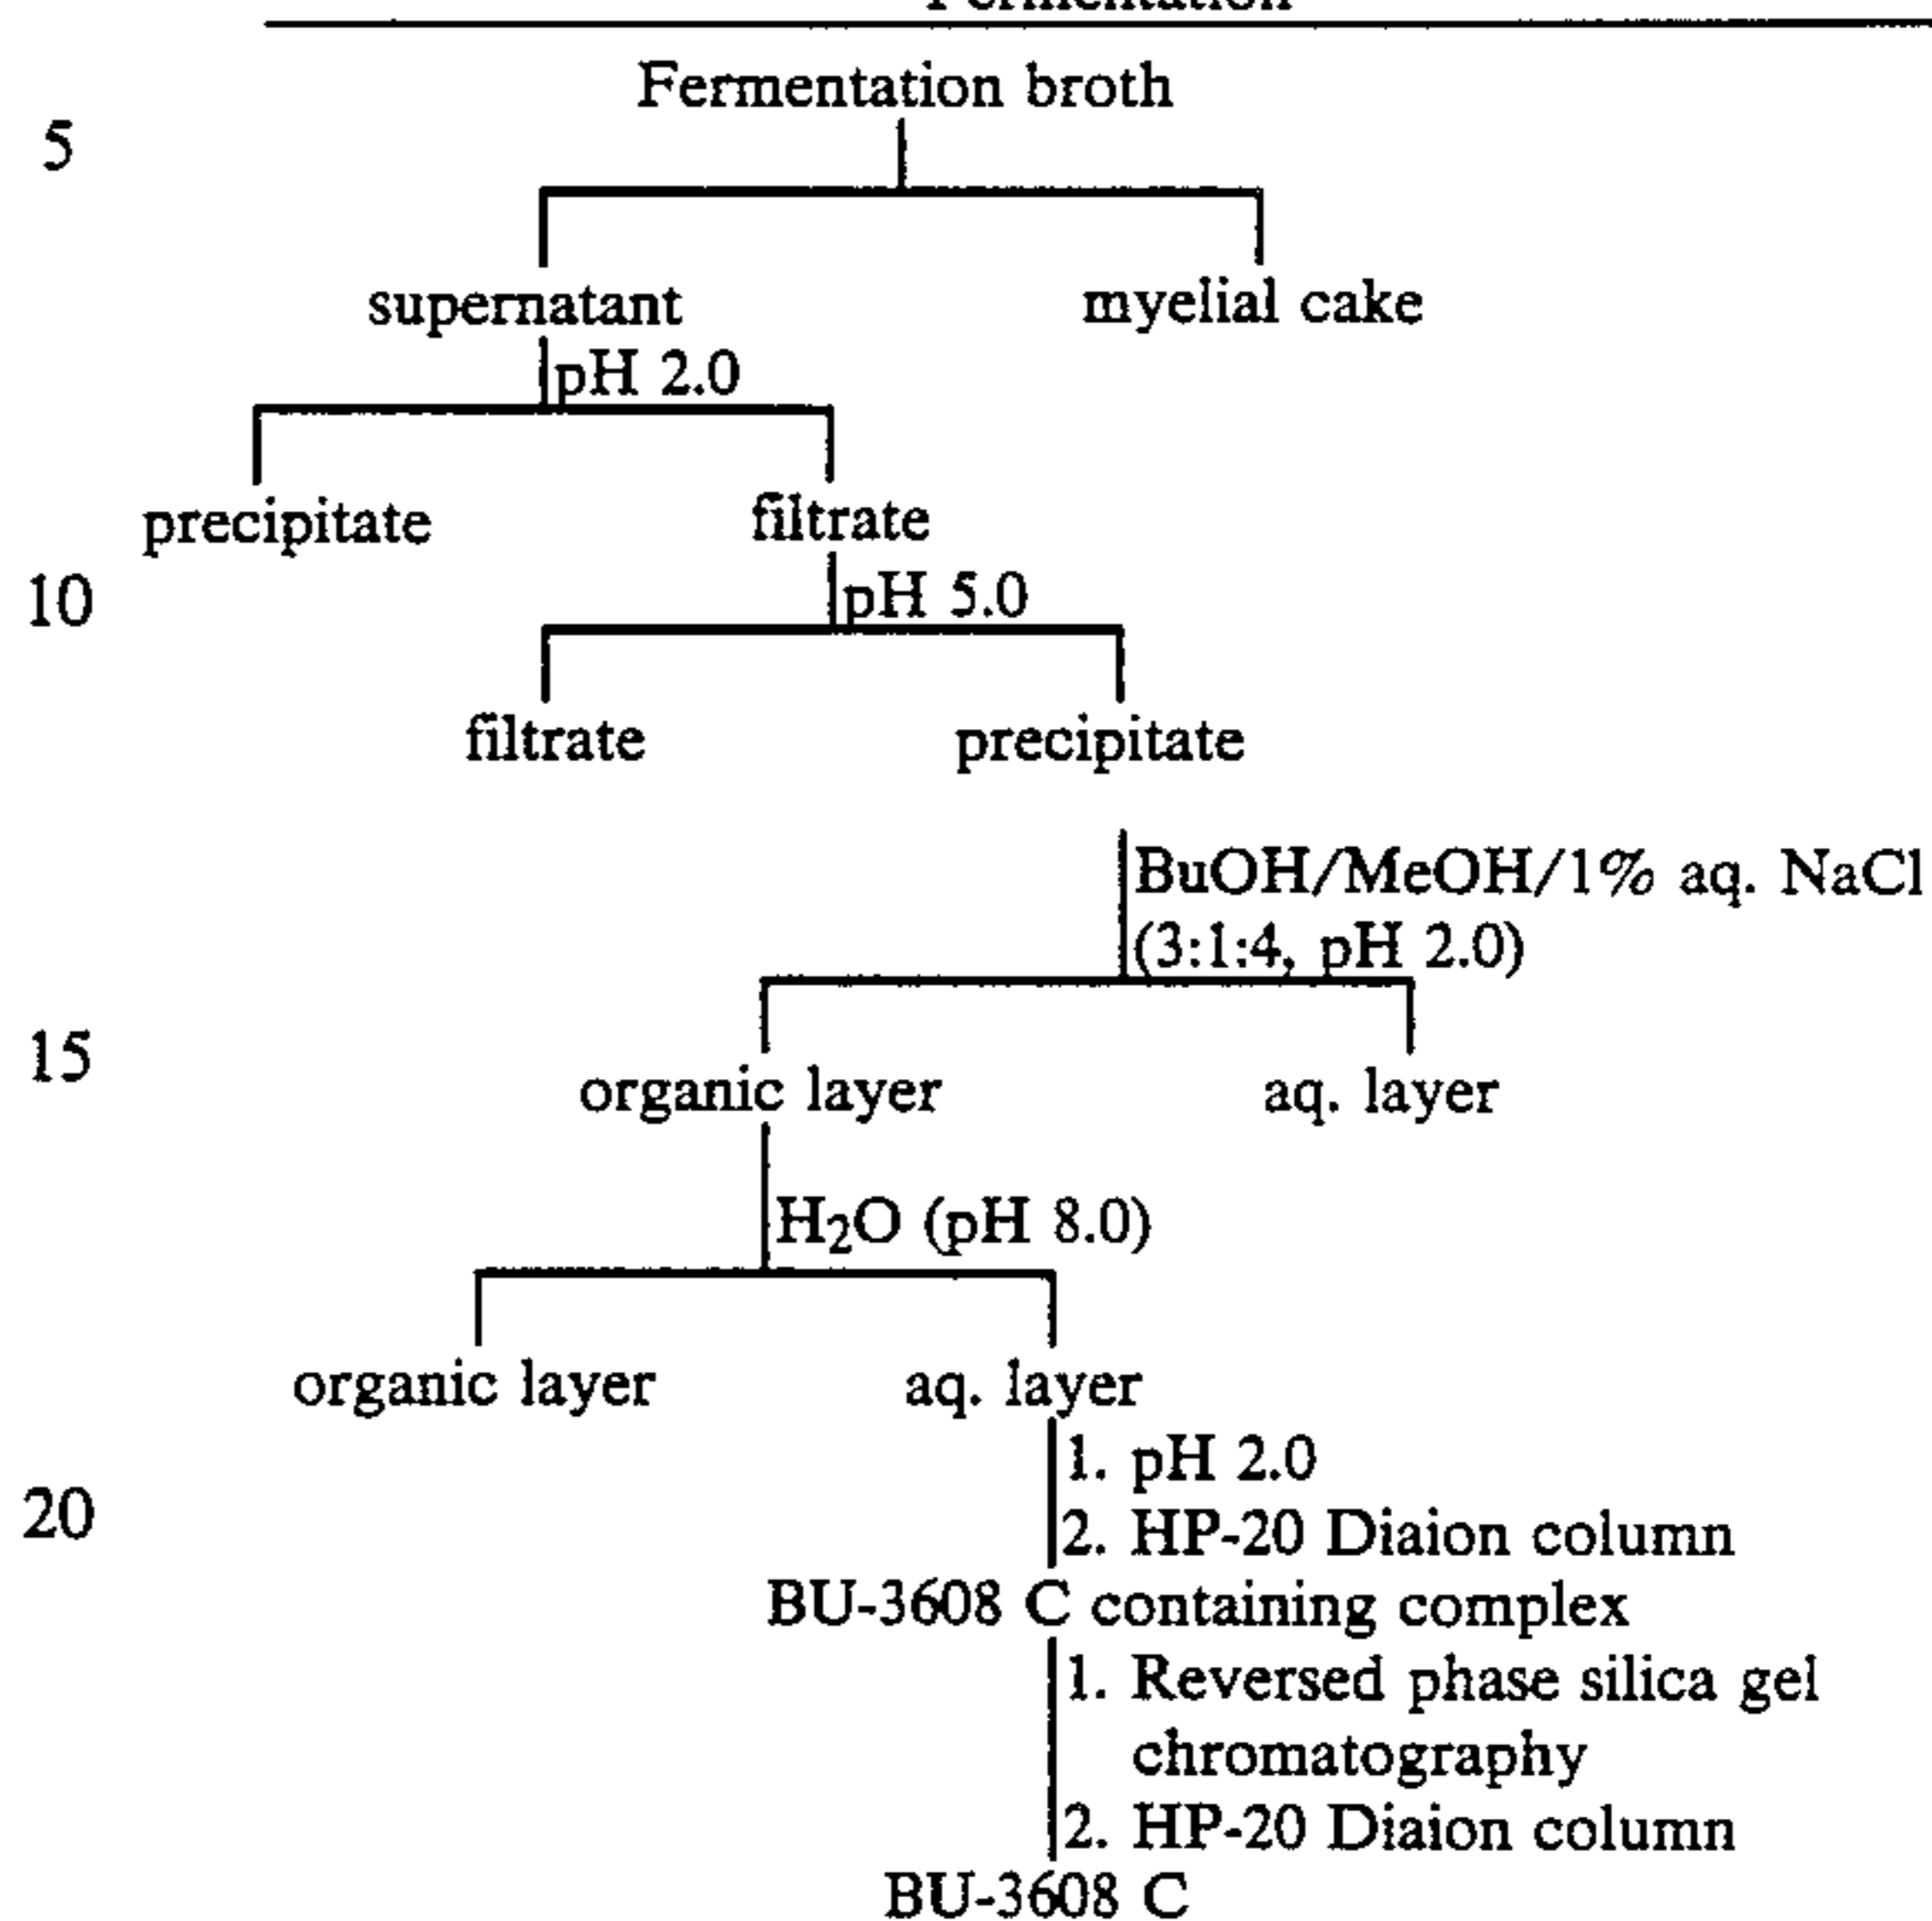 Fermentation
Fermentation broth
5
supernatant myelial cake
pH 2.0
precipitate filtrate
10 pH 5.0
filtrate precipitate
BuOH/MeOH/1% aq. NaCl
(3:1:4, pH 2.0)
15
organic layer aq. layer
H₂O (pH 8.0)
organic layer aq. layer
1. pH 2.0
20 2. HP-20 Diaion column
BU-3608 C containing complex
1. Reversed phase silica gel
chromatography
2. HP-20 Diaion column
BU-3608 C